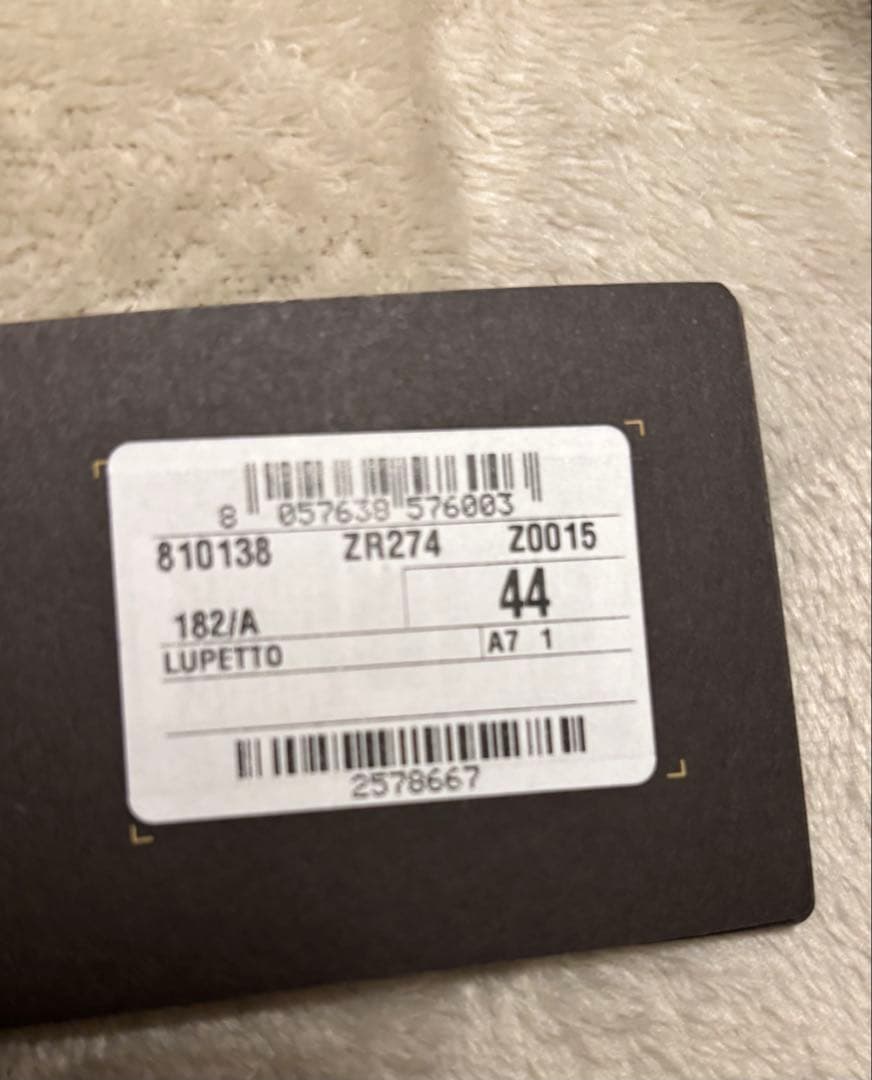 8 057638 576003
810138 ZR274 Z0015
44
182/A
LUPETTO A7 1
2578667